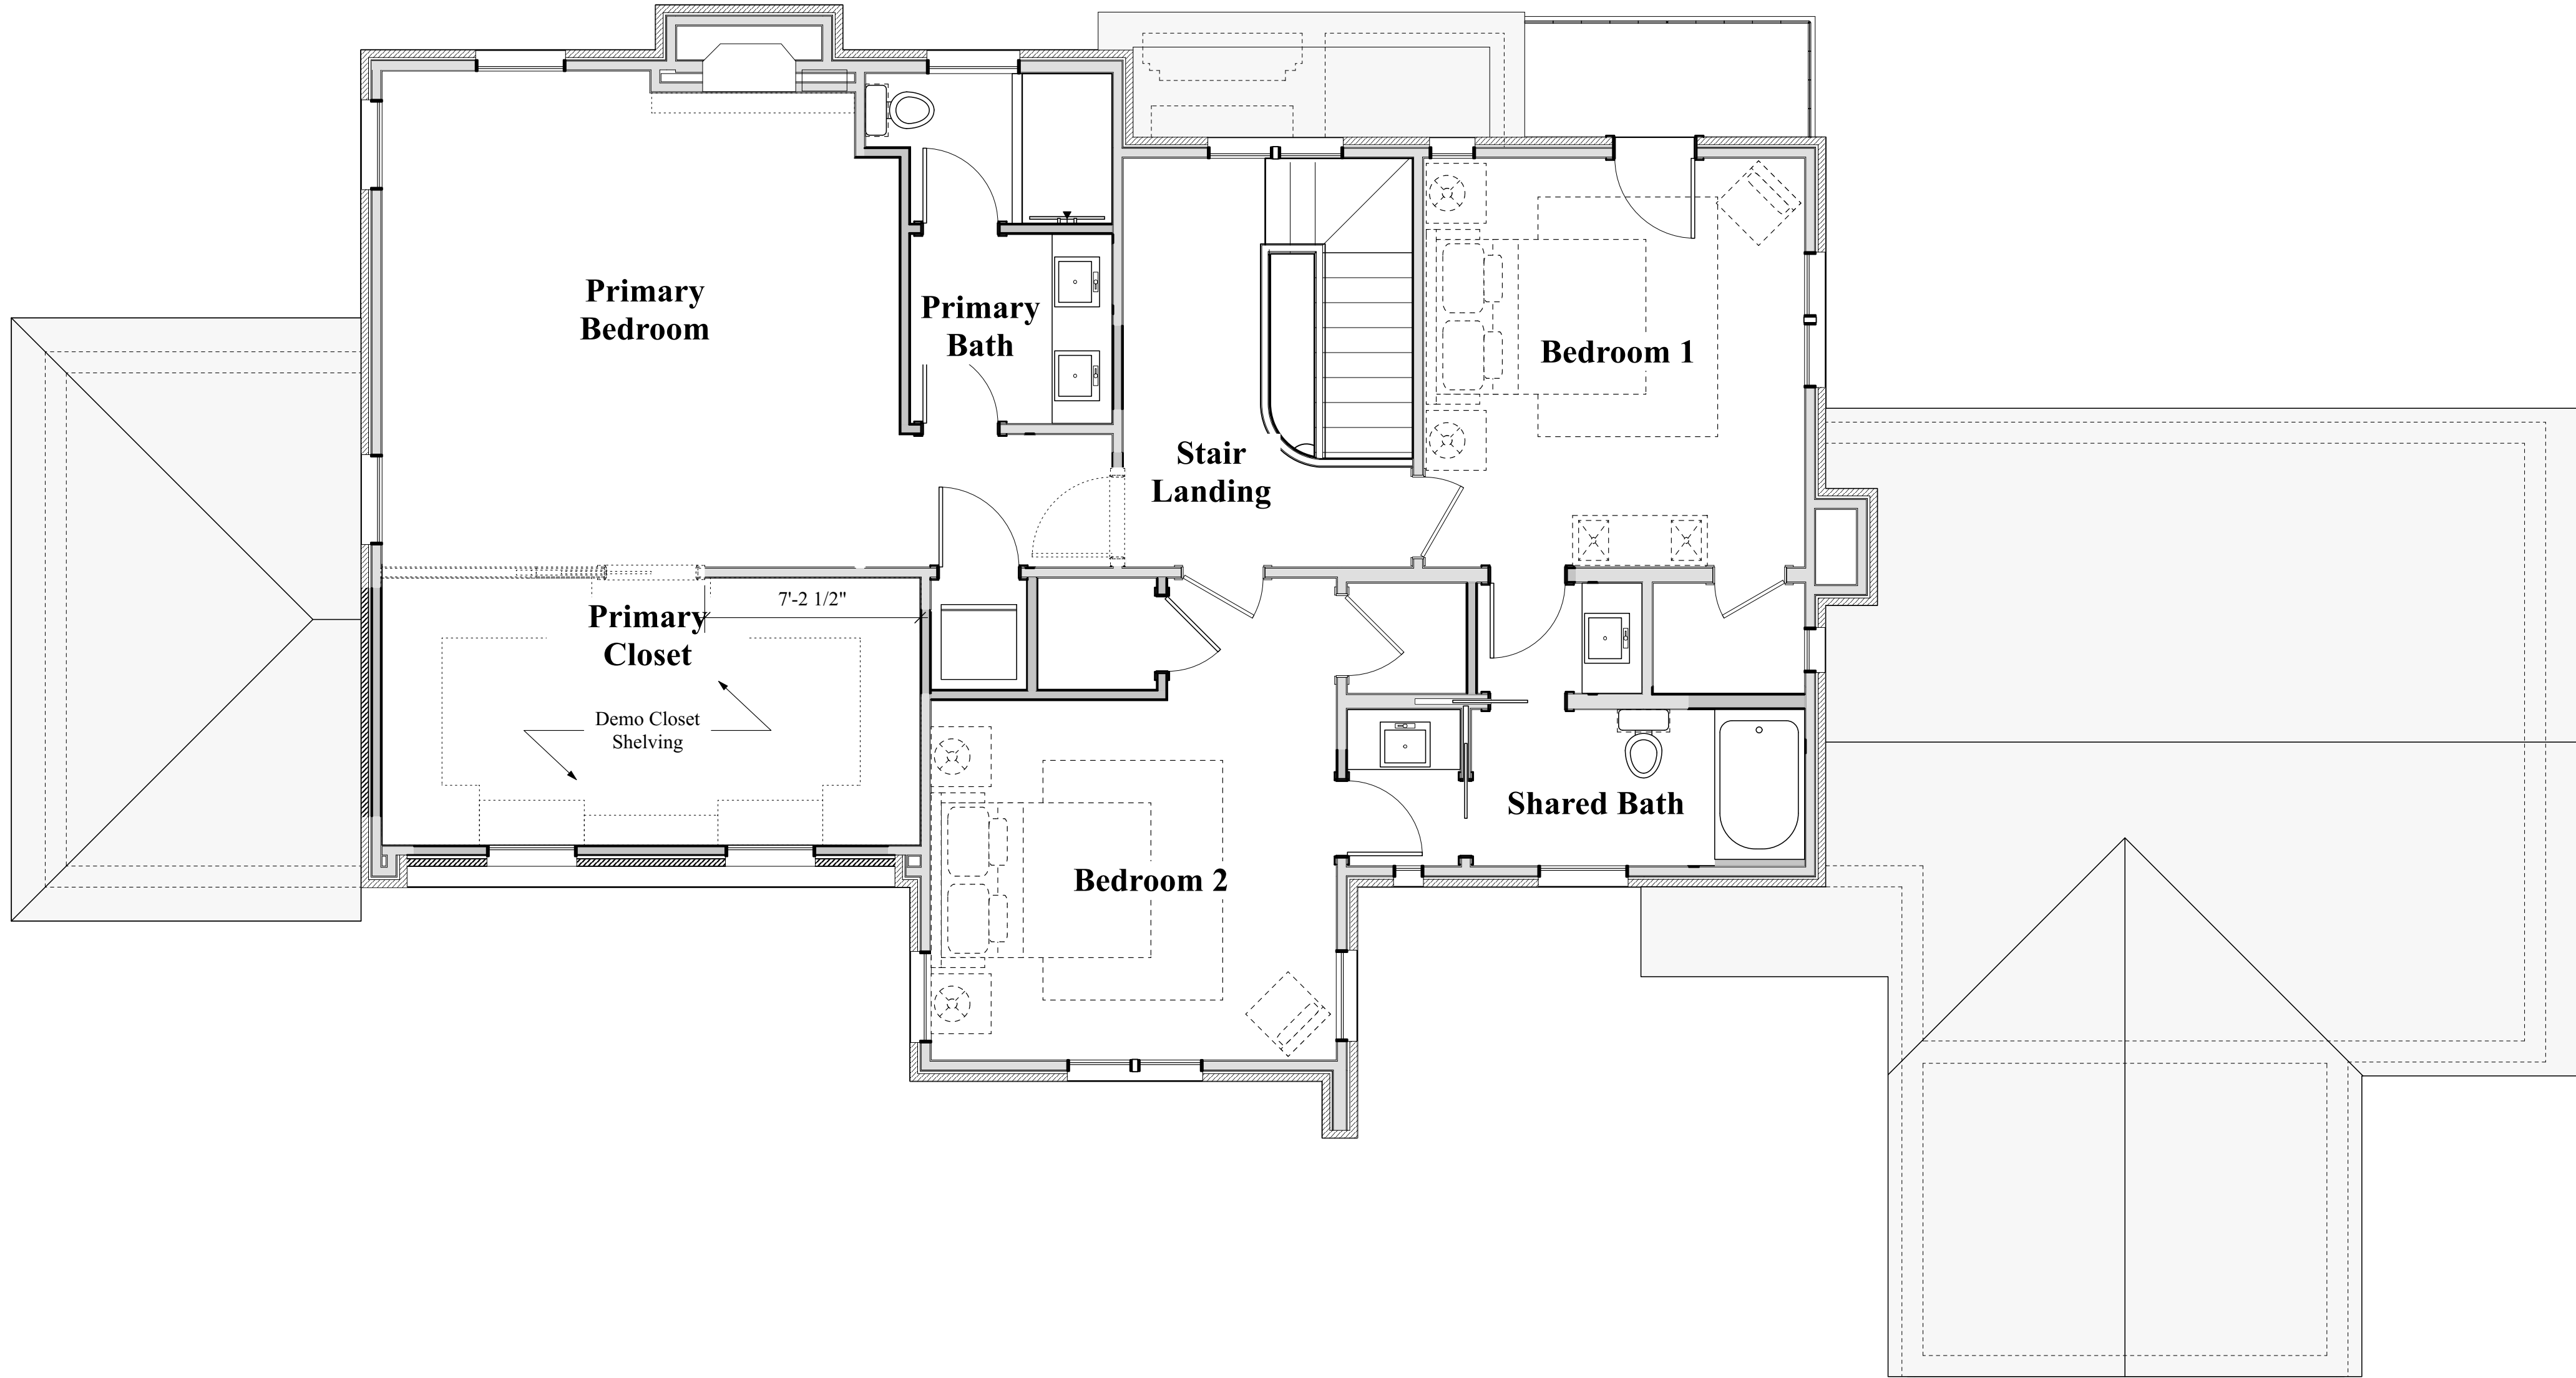 Primary
Bedroom
Primary
Bath
Bedroom 1
Stair
Landing
7'-2 1/2"
Primary
Closet
Demo Closet
Shelving
Shared Bath
Bedroom 2